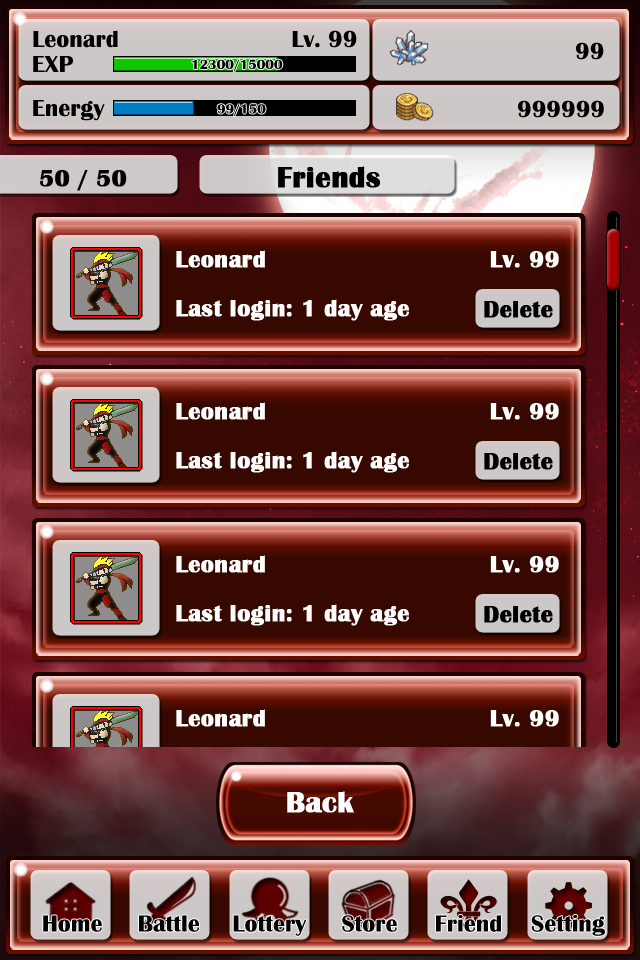 Leonard Lv. 99
EXP 12300/15000
99
Energy 99/150
999999
50 / 50
Friends
Leonard Lv. 99
Last login: 1 day age Delete
Leonard Lv. 99
Last login: 1 day age Delete
Leonard Lv. 99
Last login: 1 day age Delete
Leonard Lv. 99
Back
Home Battle Lottery Store Friend Setting